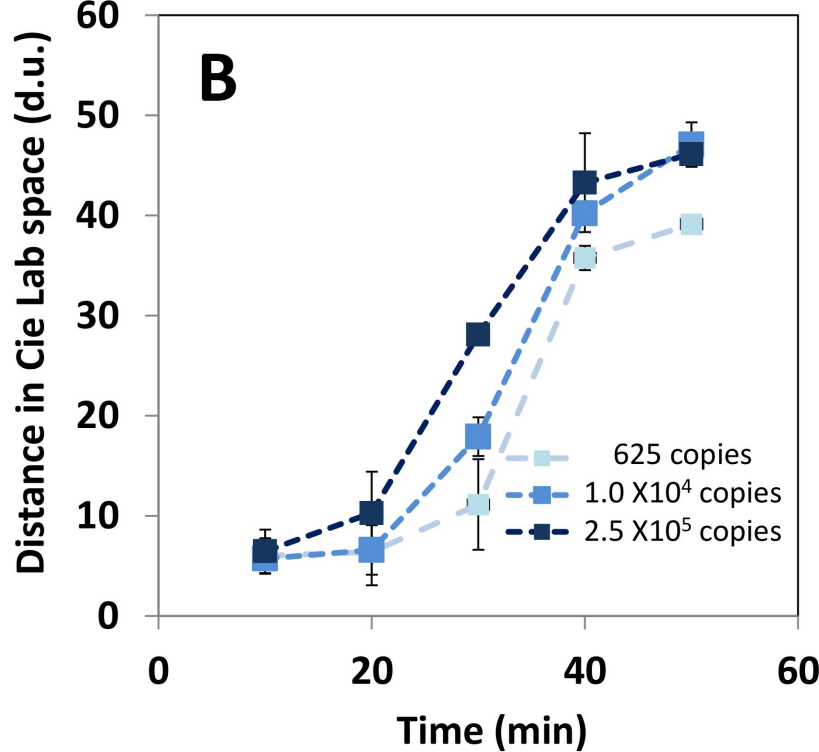 60
50
40
30
20
10
0
Distance in Cie Lab space (d.u.)
B
625 copies
1.0 X10⁴ copies
2.5 X10⁵ copies
0 20 40 60
Time (min)